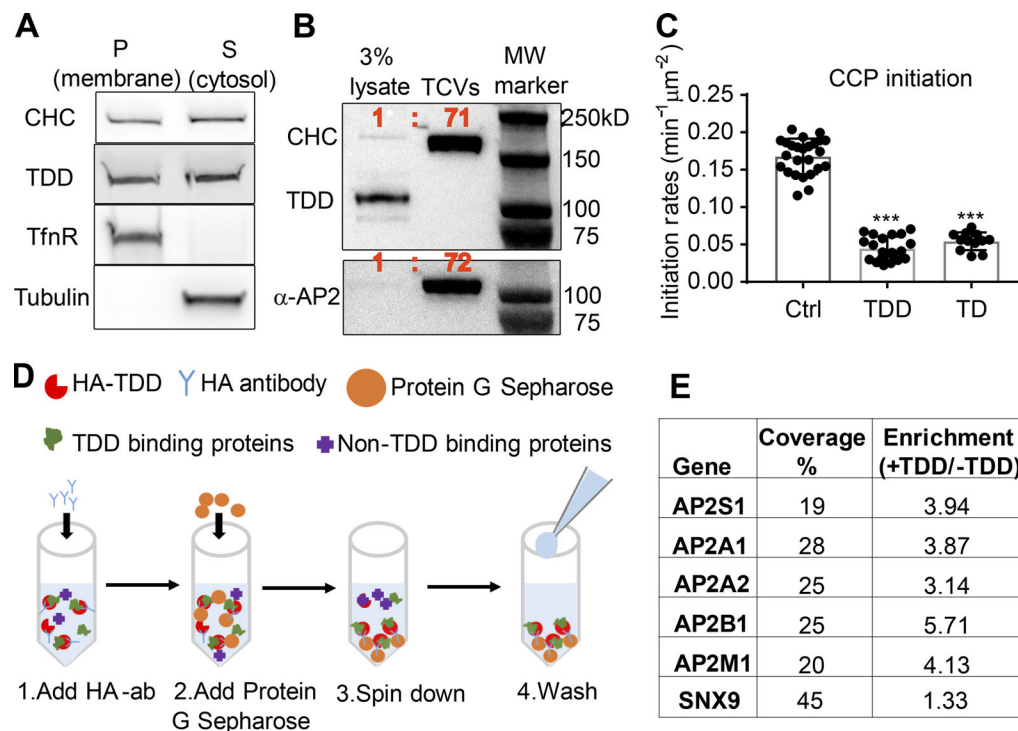 A
P
(membrane)
S
(cytosol)
CHC
TDD
TfnR
Tubulin
B
3%
lysate
TCVs
MW
marker
1 : 71
CHC
TDD
250kD
150
100
75
1 : 72
α-AP2
100
75
C
CCP initiation
Initiation rates (min⁻¹μm⁻²)
0.20
0.15
0.10
0.05
0.00
***
***
Ctrl
TDD
TD
D
HA-TDD
HA antibody
Protein G Sepharose
TDD binding proteins
Non-TDD binding proteins
1.Add HA-ab
2.Add Protein
G Sepharose
3.Spin down
4.Wash
E
Gene
Coverage
%
Enrichment
(+TDD/-TDD)
AP2S1 19 3.94
AP2A1 28 3.87
AP2A2 25 3.14
AP2B1 25 5.71
AP2M1 20 4.13
SNX9 45 1.33